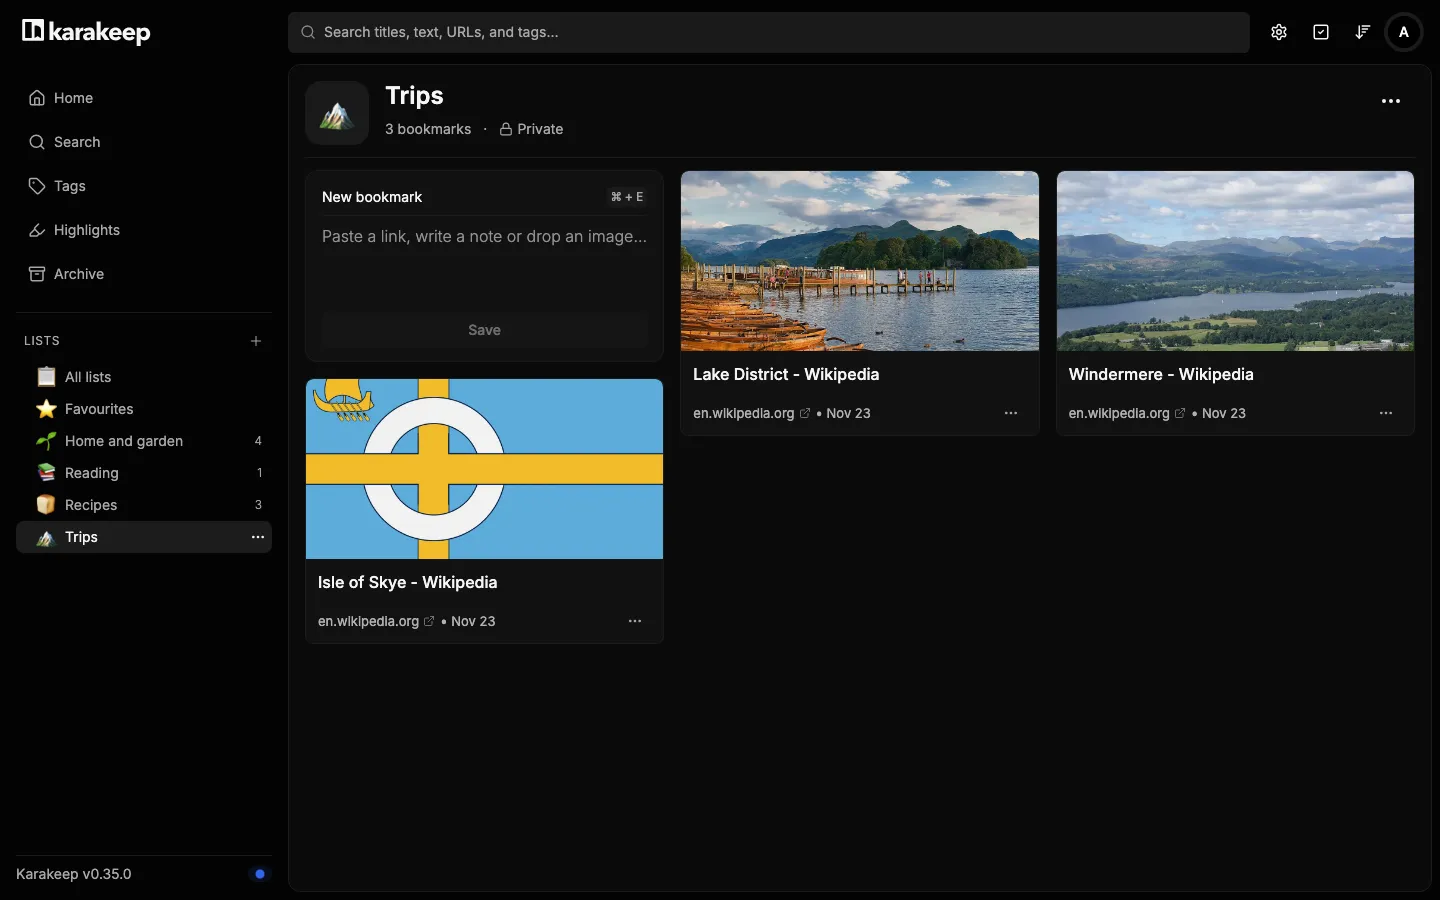 karakeep
Search titles, text, URLs, and tags...
A
Home
Search
Tags
Highlights
Archive
LISTS
All lists
Favourites
Home and garden 4
Reading 1
Recipes 3
Trips
Karakeep v0.35.0
Trips
3 bookmarks · Private
New bookmark ⌘ + E
Paste a link, write a note or drop an image...
Save
Lake District - Wikipedia
en.wikipedia.org • Nov 23
Windermere - Wikipedia
en.wikipedia.org • Nov 23
Isle of Skye - Wikipedia
en.wikipedia.org • Nov 23